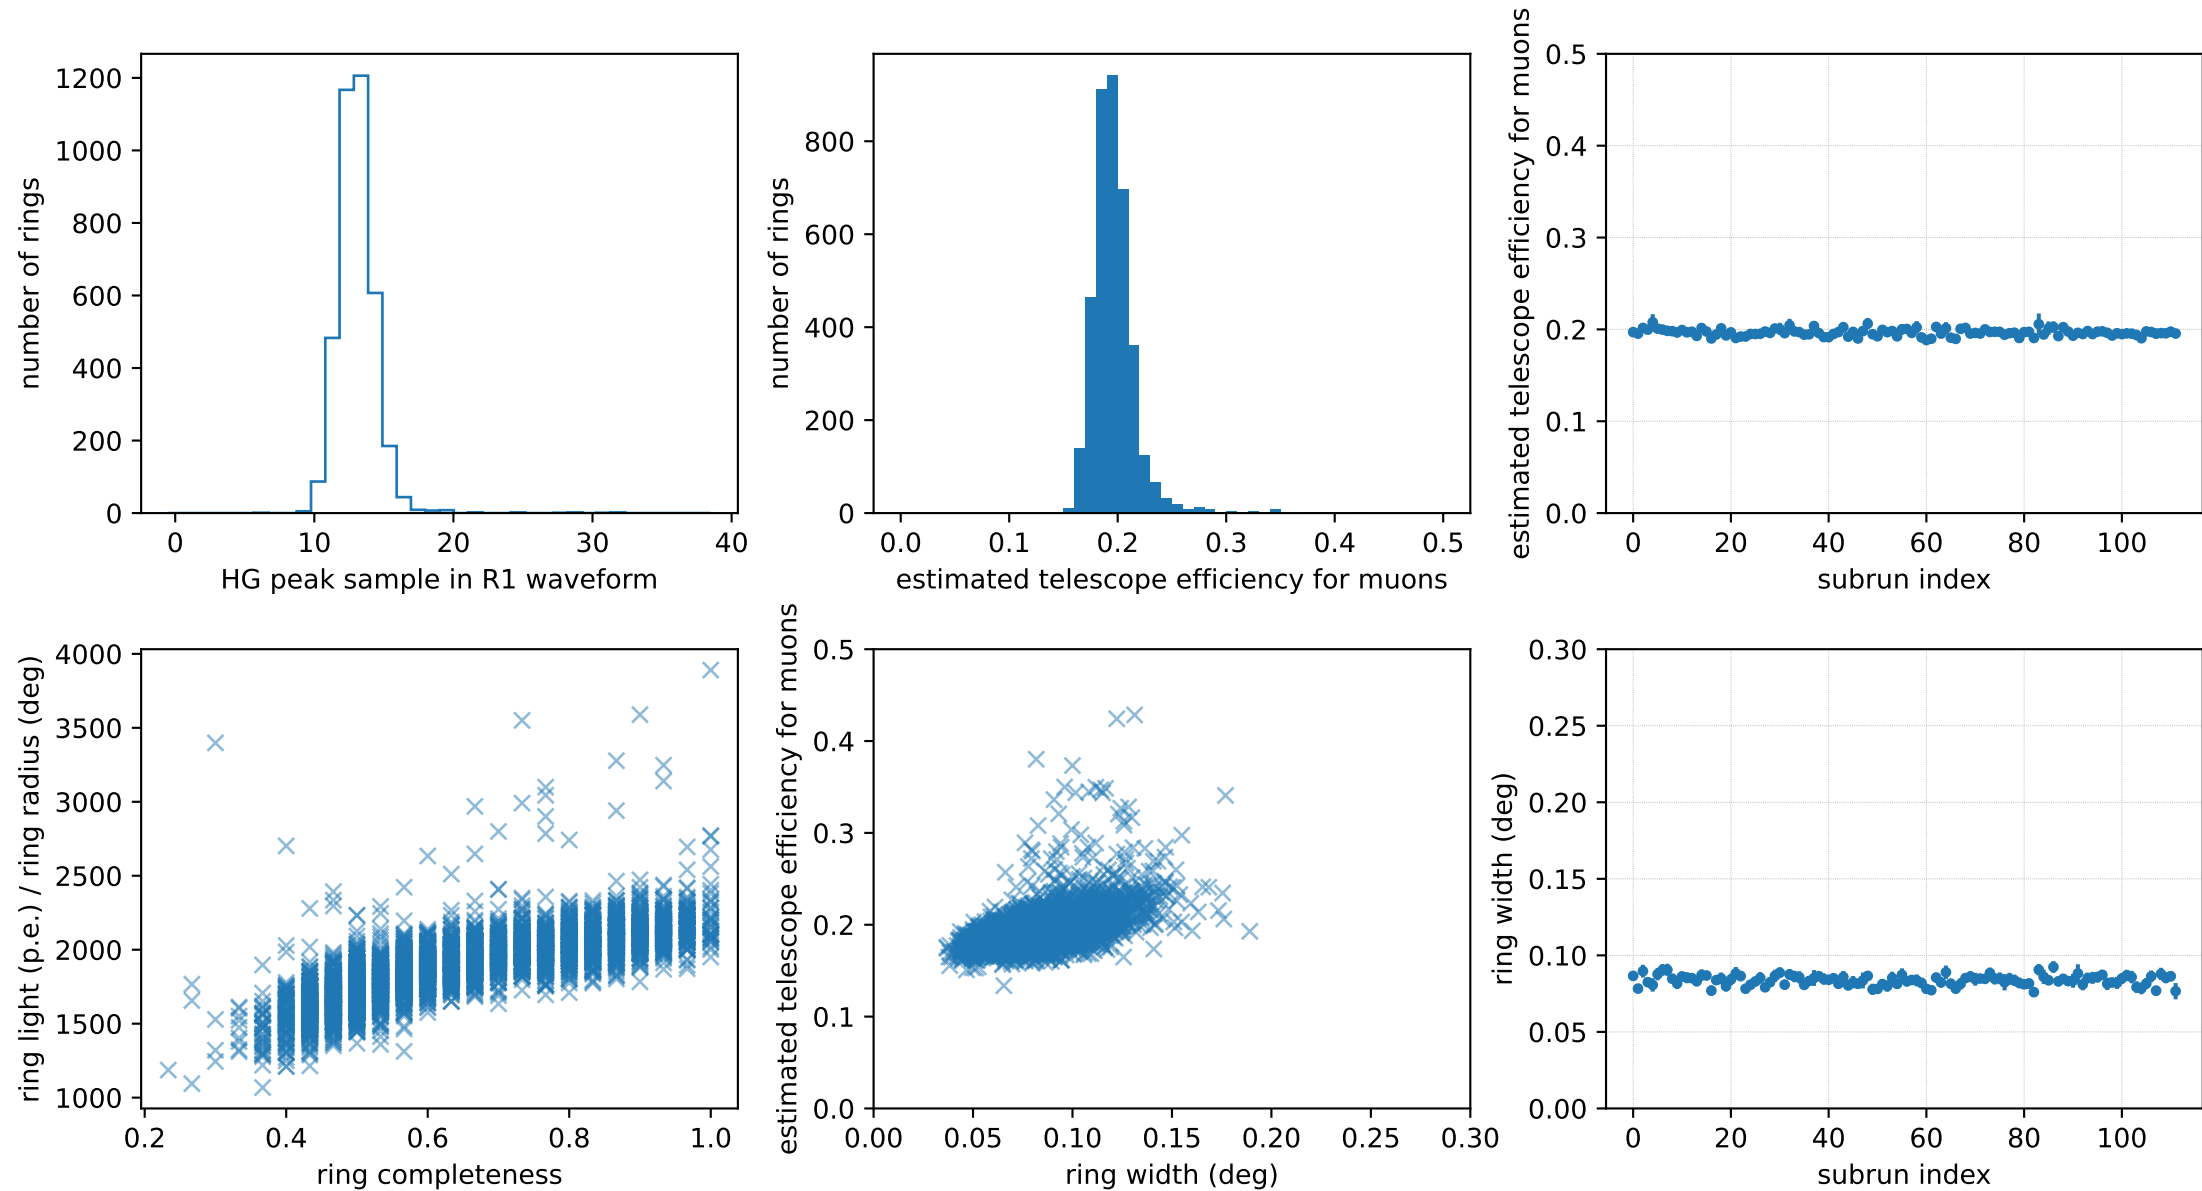 number of rings
1200
1000
800
600
400
200
0
0 10 20 30 40
HG peak sample in R1 waveform
number of rings
800
600
400
200
0
0.0 0.1 0.2 0.3 0.4 0.5
estimated telescope efficiency for muons
estimated telescope efficiency for muons
0.5
0.4
0.3
0.2
0.1
0.0
0 20 40 60 80 100
subrun index
ring light (p.e.) / ring radius (deg)
4000
3500
3000
2500
2000
1500
1000
0.2 0.4 0.6 0.8 1.0
ring completeness
estimated telescope efficiency for muons
0.5
0.4
0.3
0.2
0.1
0.0
0.00 0.05 0.10 0.15 0.20 0.25 0.30
ring width (deg)
ring width (deg)
0.30
0.25
0.20
0.15
0.10
0.05
0.00
0 20 40 60 80 100
subrun index